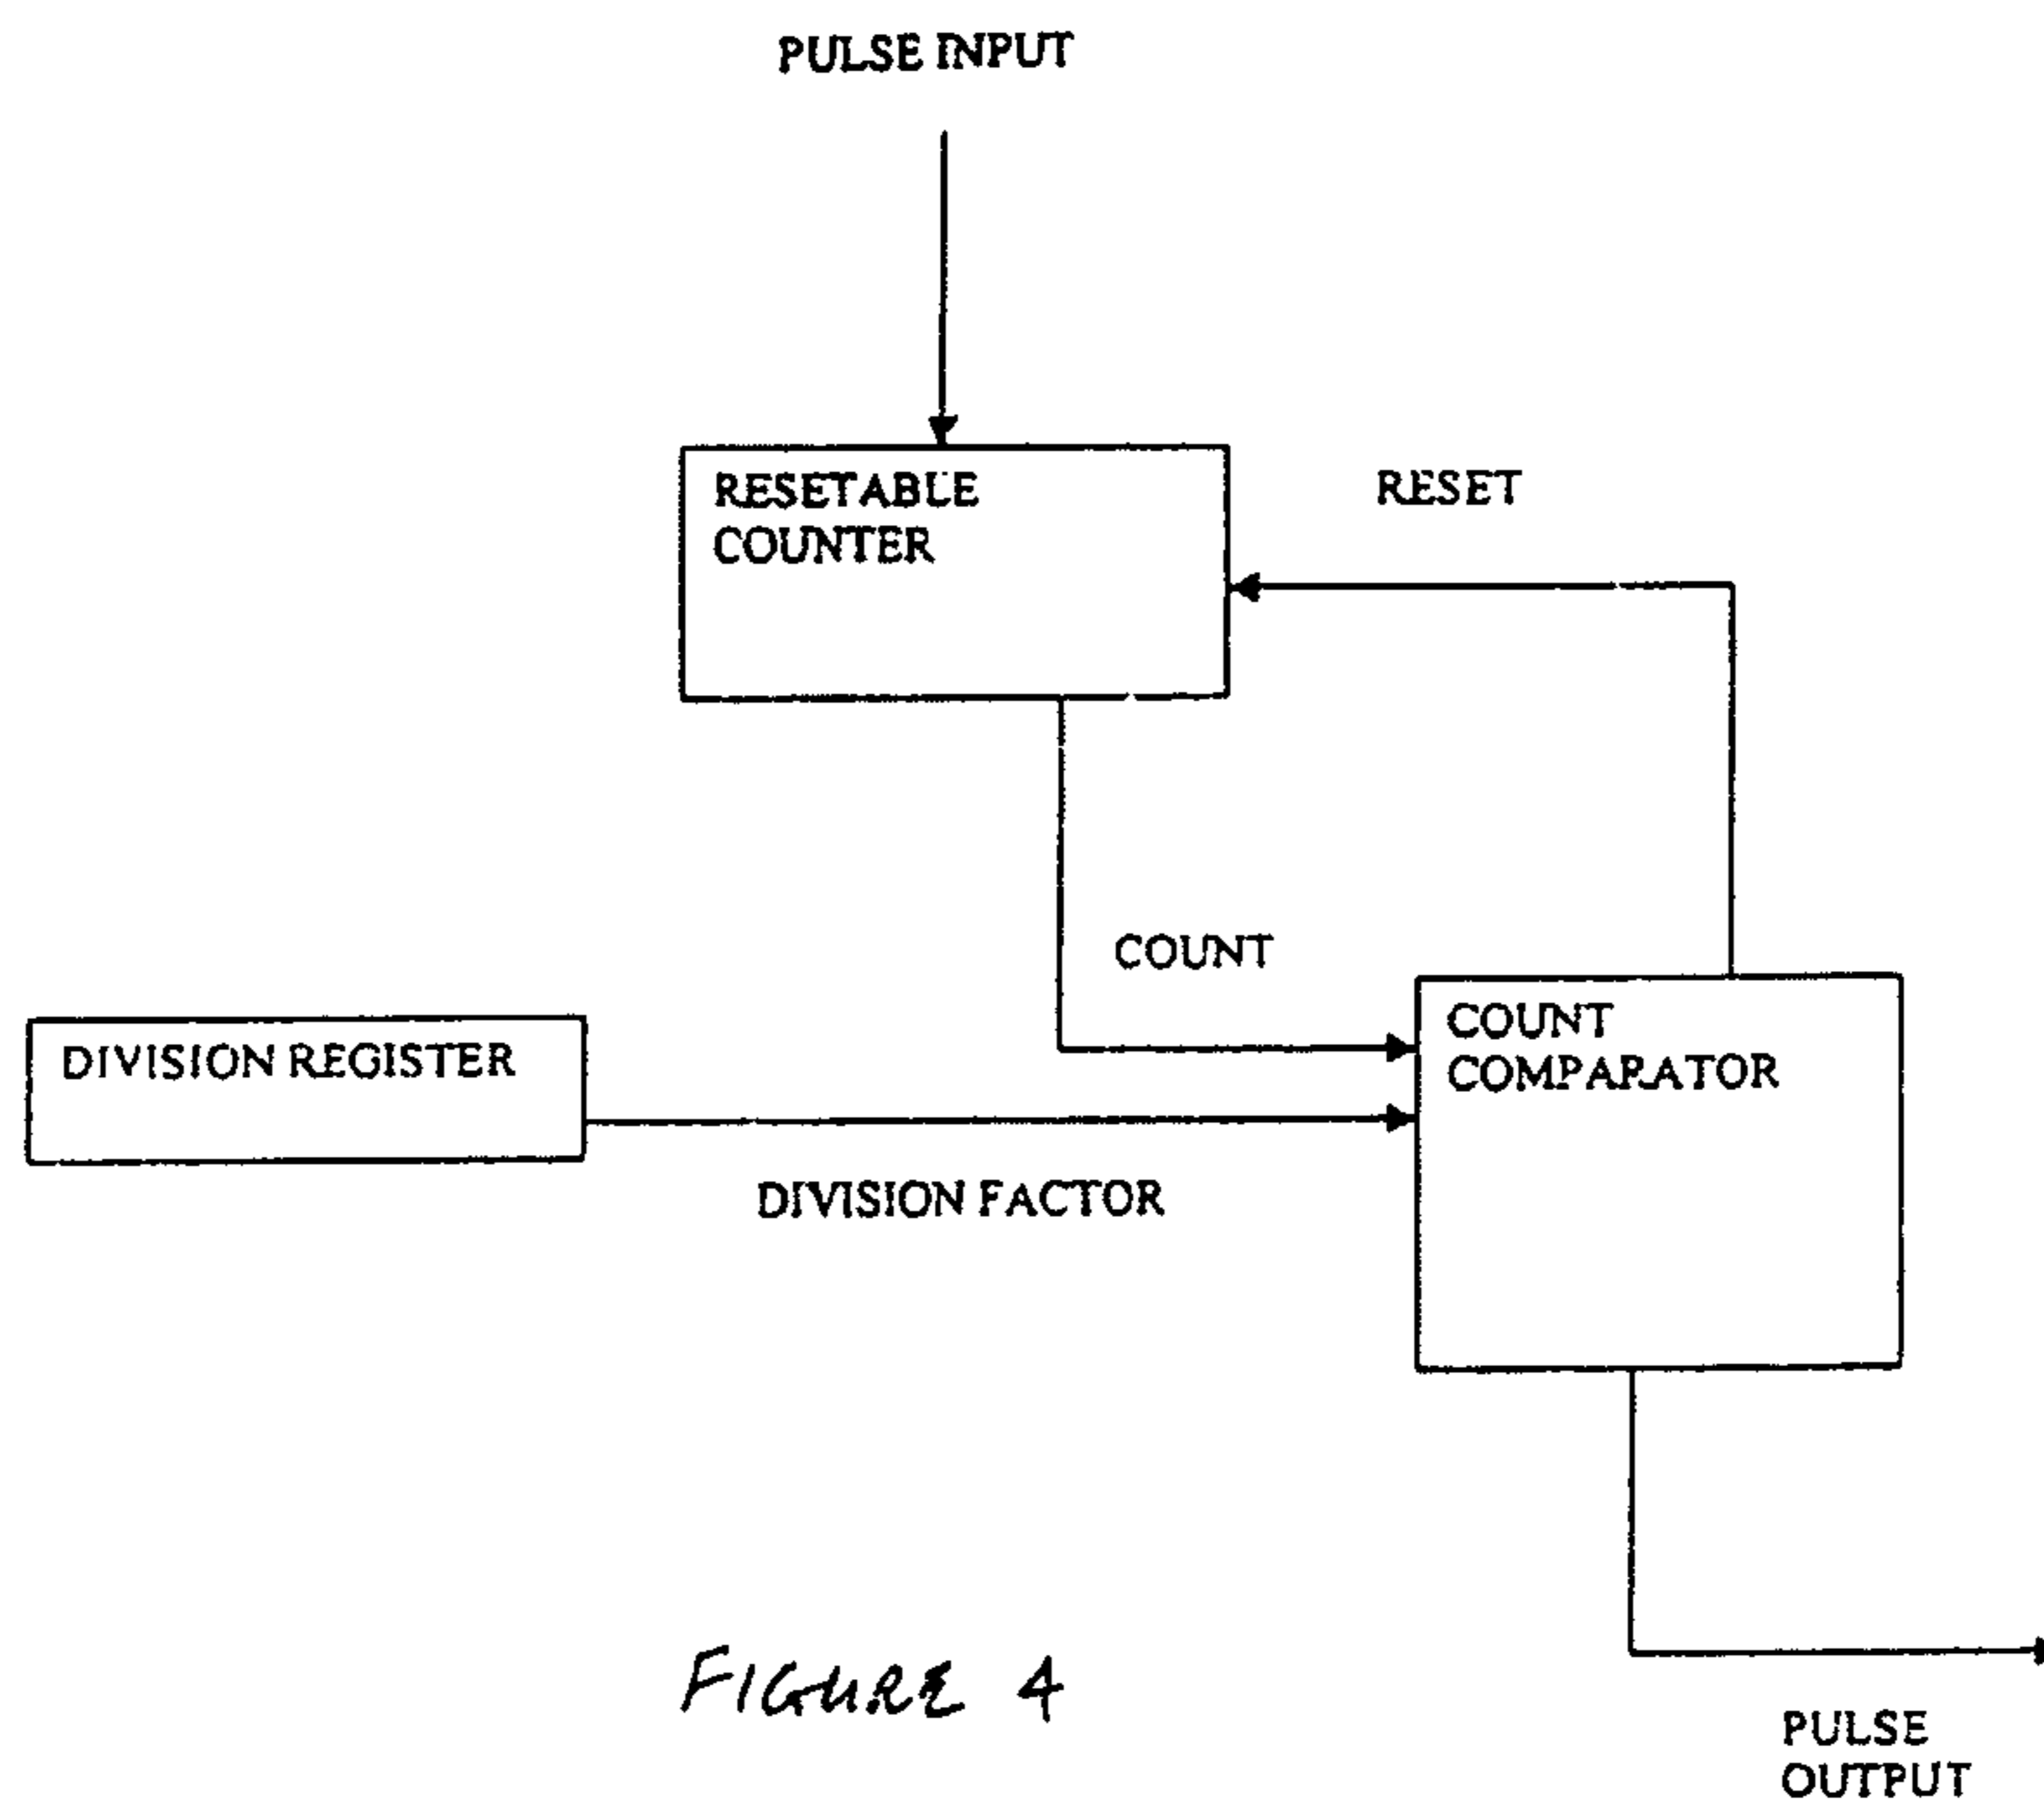 PULSE INPUT
RESETABLE
COUNTER
RESET
COUNT
COUNT
COMPARATOR
DIVISION REGISTER
DIVISION FACTOR
FIGURE 4
PULSE
OUTPUT